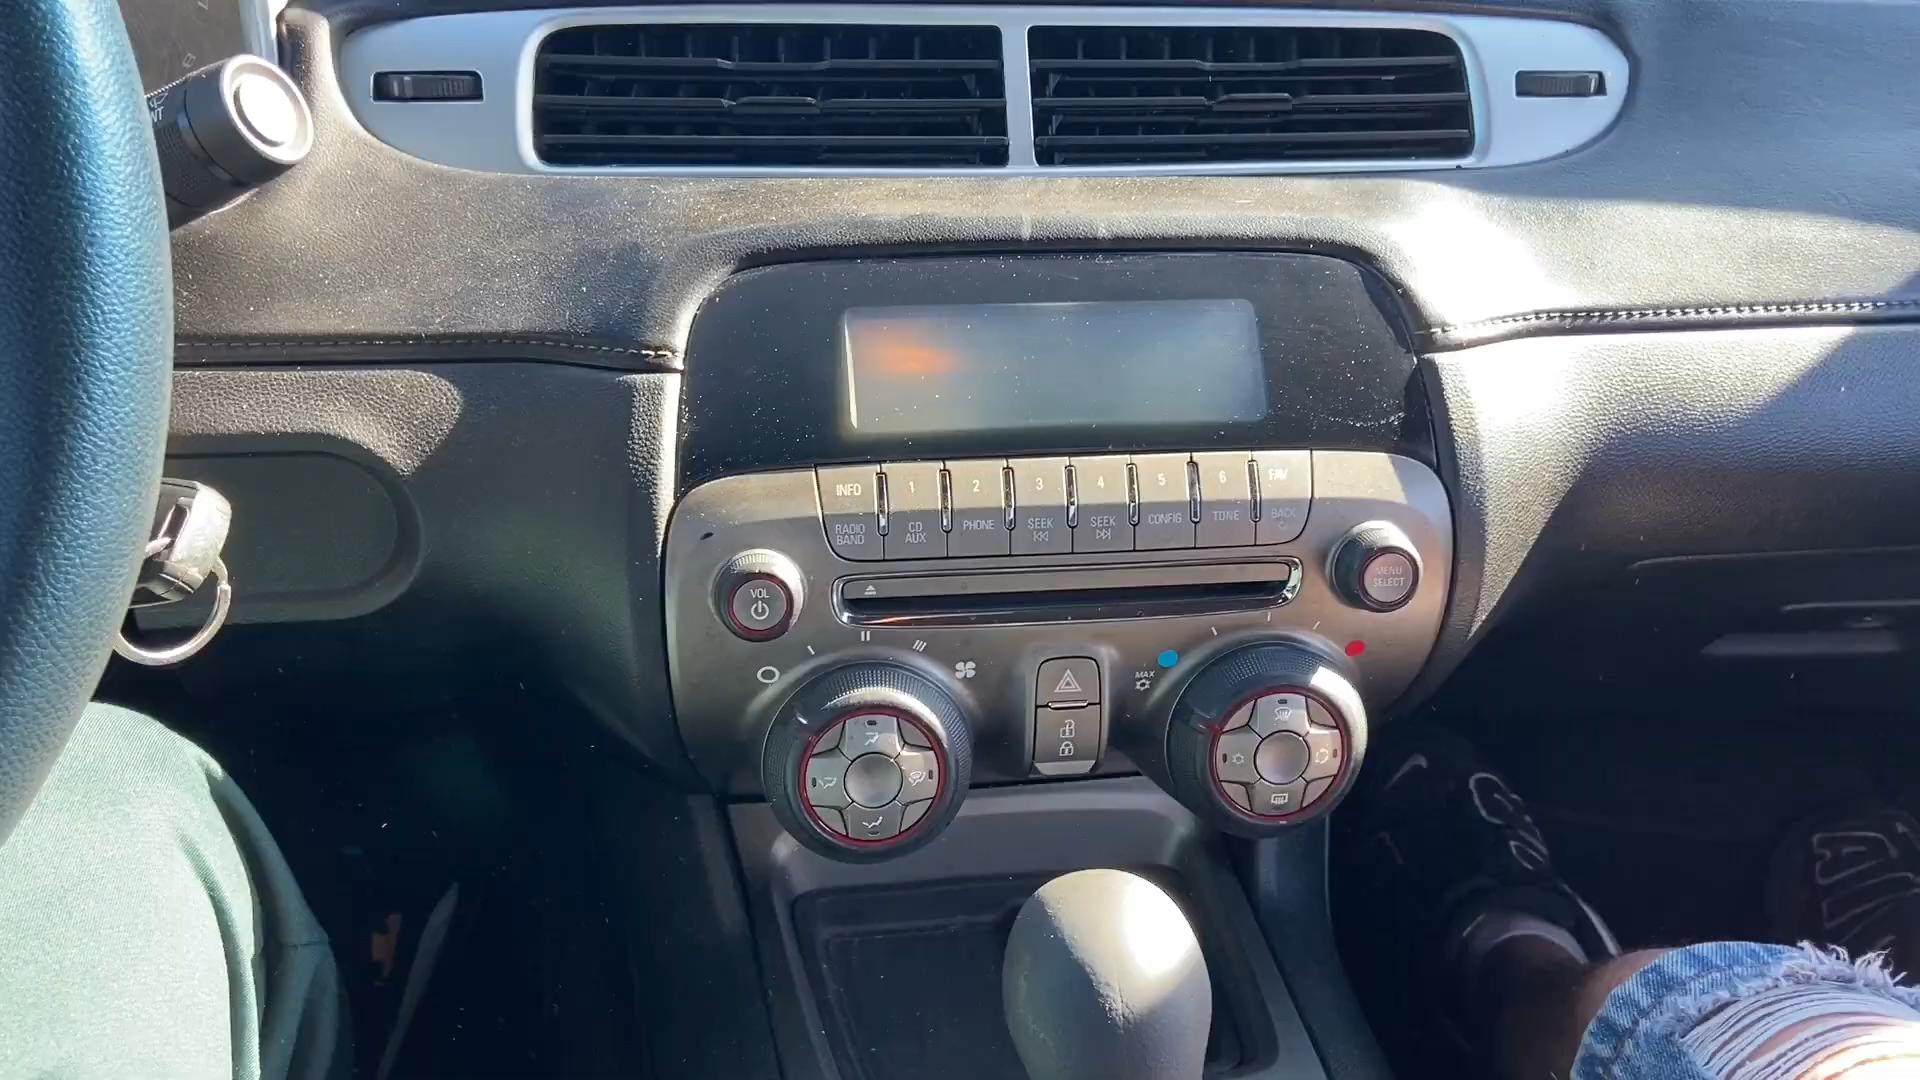 INFO 1 2 3 4 5 6 FAV
RADIO BAND
CD AUX
PHONE
SEEK
SEEK
CONFIG
TONE
BACK
VOL
MENU SELECT
MAX